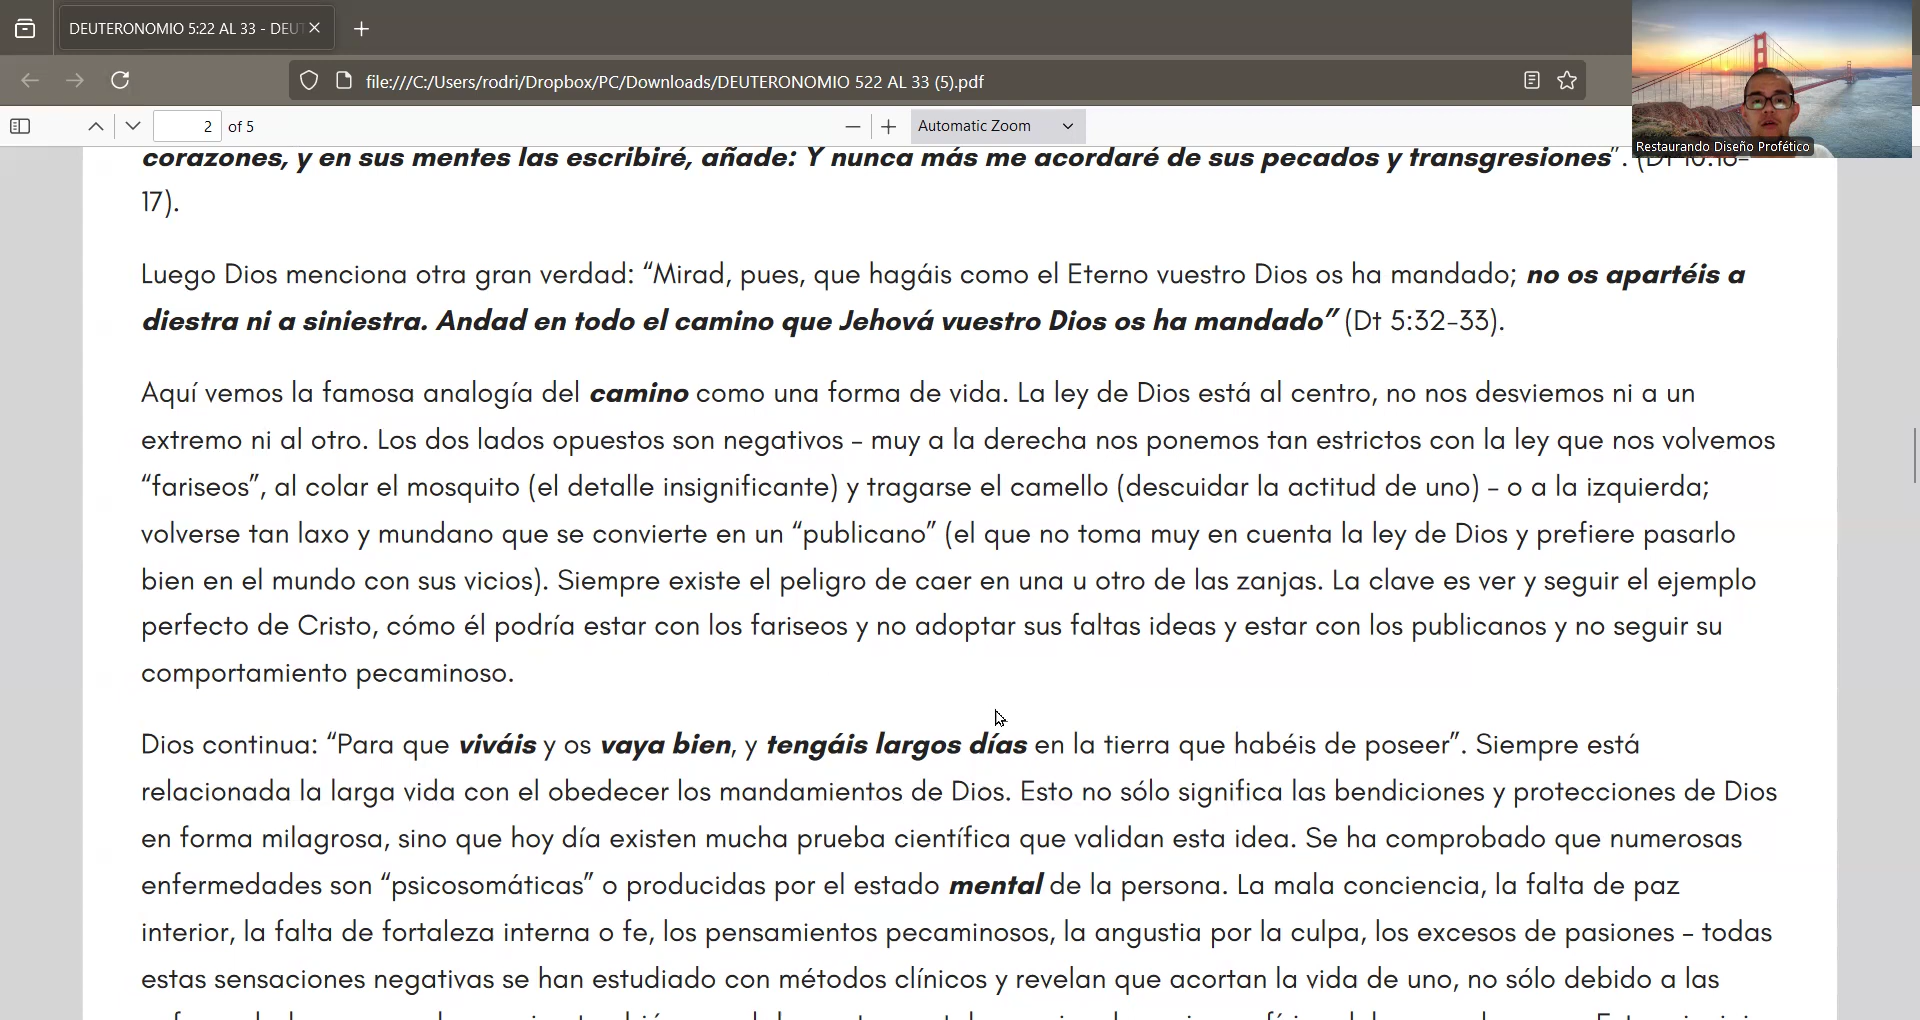 DEUTERONOMIO 5:22 AL 33 - DEU
file:///C:/Users/rodri/Dropbox/PC/Downloads/DEUTERONOMIO 522 AL 33 (5).pdf
2 of 5
Automatic Zoom
Restaurando Diseño Profético
corazones, y en sus mentes las escribiré, añade: Y nunca más me acordaré de sus pecados y transgresiones”.
17).
Luego Dios menciona otra gran verdad: “Mirad, pues, que hagáis como el Eterno vuestro Dios os ha mandado; no os apartéis a
diestra ni a siniestra. Andad en todo el camino que Jehová vuestro Dios os ha mandado” (Dt 5:32-33).
Aquí vemos la famosa analogía del camino como una forma de vida. La ley de Dios está al centro, no nos desviemos ni a un
extremo ni al otro. Los dos lados opuestos son negativos – muy a la derecha nos ponemos tan estrictos con la ley que nos volvemos
“fariseos”, al colar el mosquito (el detalle insignificante) y tragarse el camello (descuidar la actitud de uno) – o a la izquierda;
volverse tan laxo y mundano que se convierte en un “publicano” (el que no toma muy en cuenta la ley de Dios y prefiere pasarlo
bien en el mundo con sus vicios). Siempre existe el peligro de caer en una u otro de las zanjas. La clave es ver y seguir el ejemplo
perfecto de Cristo, cómo él podría estar con los fariseos y no adoptar sus faltas ideas y estar con los publicanos y no seguir su
comportamiento pecaminoso.
Dios continua: “Para que viváis y os vaya bien, y tengáis largos días en la tierra que habéis de poseer”. Siempre está
relacionada la larga vida con el obedecer los mandamientos de Dios. Esto no sólo significa las bendiciones y protecciones de Dios
en forma milagrosa, sino que hoy día existen mucha prueba científica que validan esta idea. Se ha comprobado que numerosas
enfermedades son “psicosomáticas” o producidas por el estado mental de la persona. La mala conciencia, la falta de paz
interior, la falta de fortaleza interna o fe, los pensamientos pecaminosos, la angustia por la culpa, los excesos de pasiones – todas
estas sensaciones negativas se han estudiado con métodos clínicos y revelan que acortan la vida de uno, no sólo debido a las